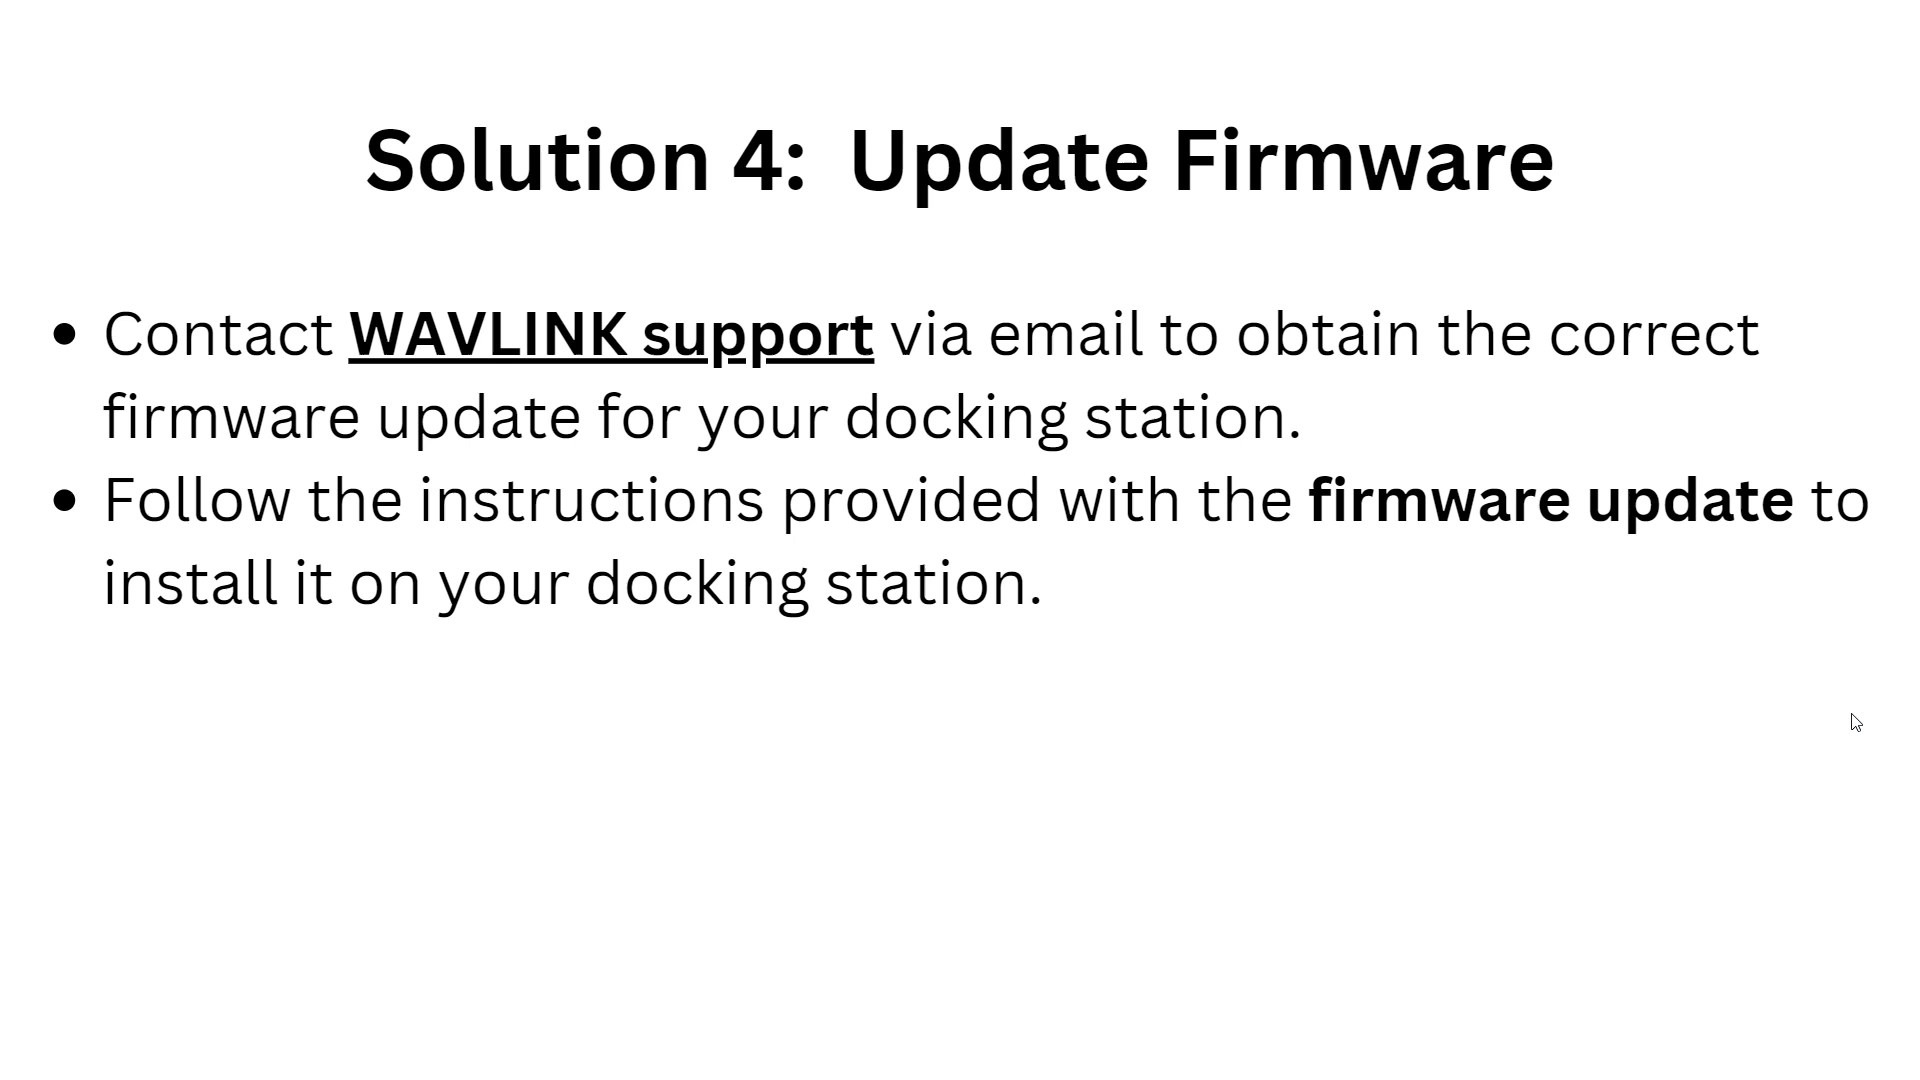 Solution 4:  Update Firmware
• Contact WAVLINK support via email to obtain the correct
firmware update for your docking station.
• Follow the instructions provided with the firmware update to
install it on your docking station.